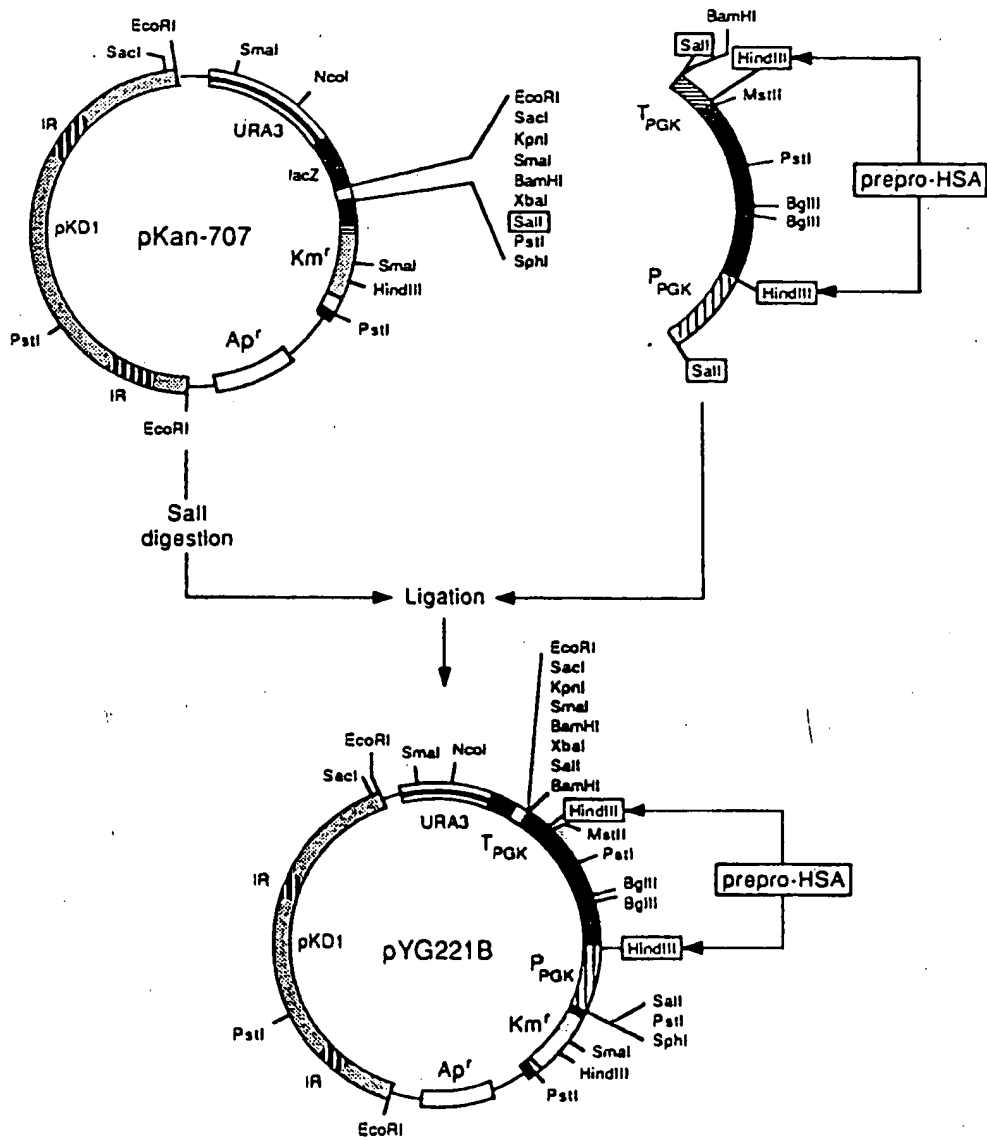 EcoRI
SacI
SmaI
NcoI
IR
URA3
lacZ
pKD1
pKan-707
Kmr
SmaI
HindIII
PstI
Apr
PstI
IR
EcoRI
EcoRI
SacI
KpnI
SmaI
BamHI
XbaI
SalI
PstI
SphI
BamHI
SalI
HindIII
MstII
TPGK
PstI
prepro-HSA
BglII
BglII
PPGK
HindIII
SalI
SalI
digestion
Ligation
EcoRI
SacI
KpnI
SmaI
BamHI
XbaI
SalI
BamHI
EcoRI
SacI
SmaI
NcoI
URA3
TPGK
HindIII
MstII
PstI
prepro-HSA
BglII
BglII
IR
pKD1
pYG221B
HindIII
PPGK
SalI
PstI
SphI
Kmr
SmaI
HindIII
PstI
Apr
PstI
IR
EcoRI